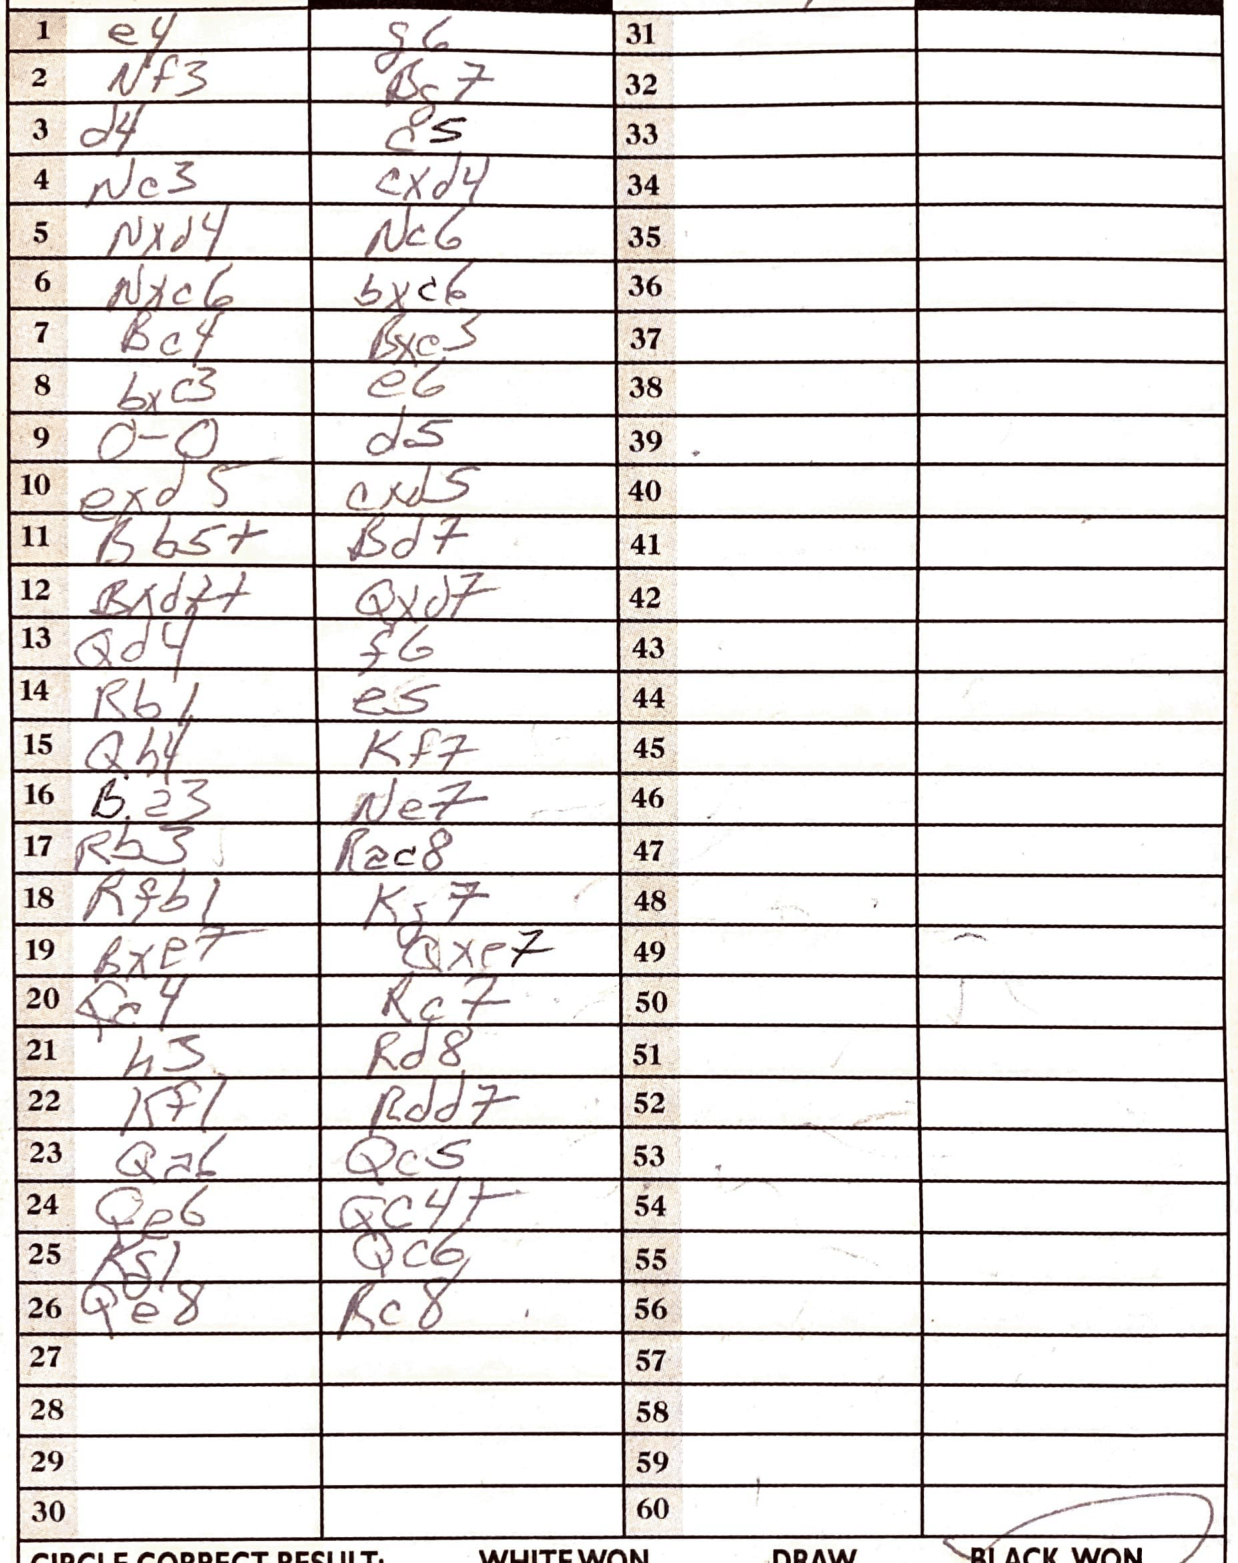 1 e4 g6 31
2 Nf3 Bg7 32
3 d4 c5 33
4 Nc3 cxd4 34
5 Nxd4 Nc6 35
6 Nxc6 bxc6 36
7 Bc4 Bxc3 37
8 bxc3 e6 38
9 0-0 d5 39
10 exd5 cxd5 40
11 Bb5+ Bd7 41
12 Bxd7+ Qxd7 42
13 Qd4 f6 43
14 Rb1 e5 44
15 Qh4 Kf7 45
16 Ba3 Ne7 46
17 Rb3 Rac8 47
18 Rfb1 Kg7 48
19 Bxe7 Qxe7 49
20 Qc4 Rc7 50
21 h3 Rd8 51
22 Kf1 Rdd7 52
23 Qa6 Qc5 53
24 Qe6 Qc4+ 54
25 Kg1 Qc6 55
26 Qe8 Rc8 56
27 57
28 58
29 59
30 60
CIRCLE CORRECT RESULT: WHITE WON DRAW BLACK WON